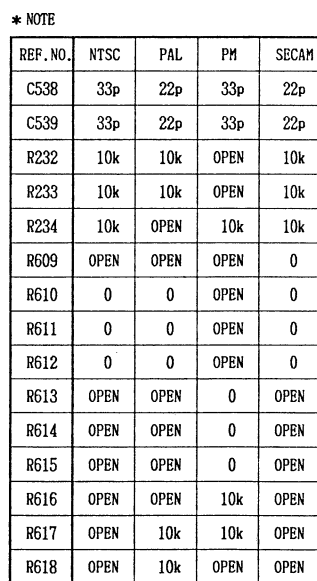 * NOTE
REF.NO. NTSC PAL PM SECAM
C538 33p 22p 33p 22p
C539 33p 22p 33p 22p
R232 10k 10k OPEN 10k
R233 10k 10k OPEN 10k
R234 10k OPEN 10k 10k
R609 OPEN OPEN OPEN 0
R610 0 0 OPEN 0
R611 0 0 OPEN 0
R612 0 0 OPEN 0
R613 OPEN OPEN 0 OPEN
R614 OPEN OPEN 0 OPEN
R615 OPEN OPEN 0 OPEN
R616 OPEN OPEN 10k OPEN
R617 OPEN 10k 10k OPEN
R618 OPEN 10k OPEN OPEN